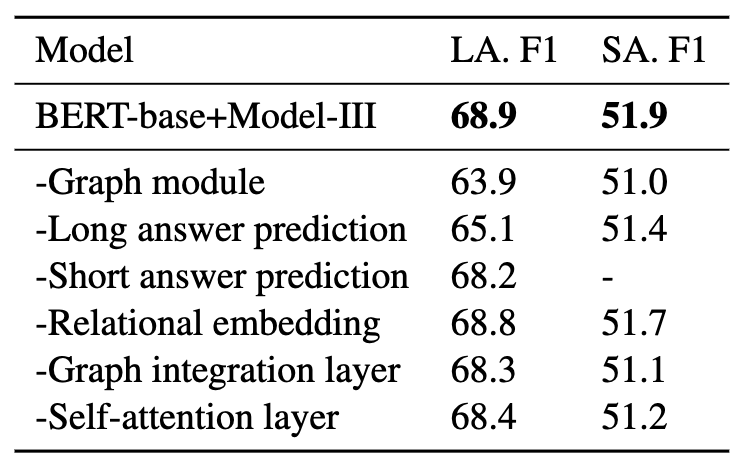 Model LA. F1 SA. F1
BERT-base+Model-III 68.9 51.9
-Graph module 63.9 51.0
-Long answer prediction 65.1 51.4
-Short answer prediction 68.2 -
-Relational embedding 68.8 51.7
-Graph integration layer 68.3 51.1
-Self-attention layer 68.4 51.2